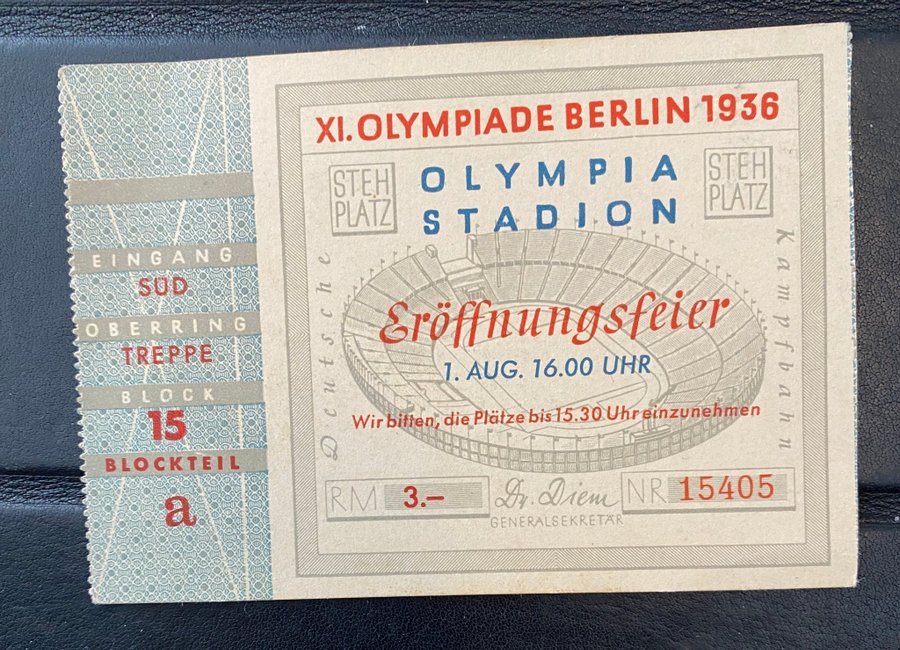 EINGANG
SÜD
OBERRING
TREPPE
BLOCK
15
BLOCKTEIL
a
XI. OLYMPIADE BERLIN 1936
STEH
PLATZ
OLYMPIA
STADION
STEH
PLATZ
Deutsche
Kampfbahn
Eröffnungsfeier
1. AUG. 16.00 UHR
Wir bitten, die Plätze bis 15.30 Uhr einzunehmen
RM 3.–
Dr. Diem
GENERALSEKRETÄR
NR 15405